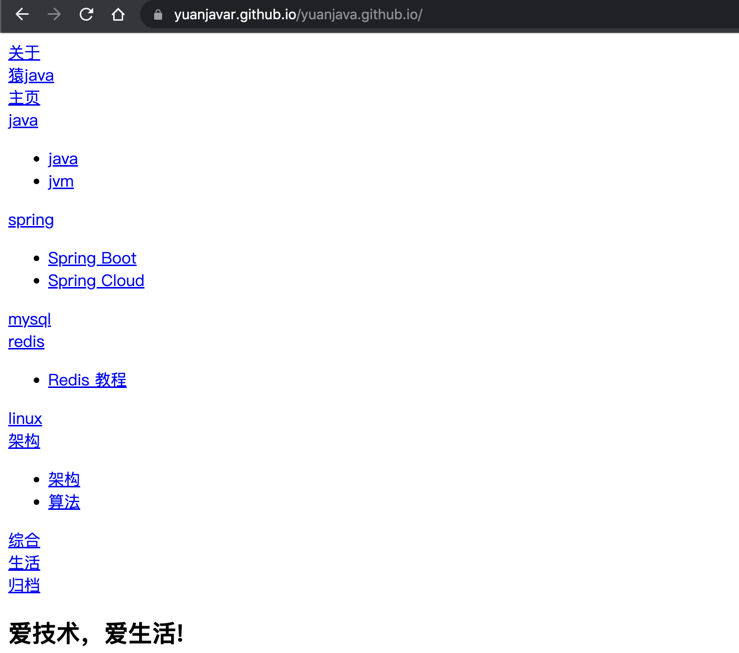 yuanjavar.github.io/yuanjava.github.io/
关于
猿java
主页
java
java
jvm
spring
Spring Boot
Spring Cloud
mysql
redis
Redis 教程
linux
架构
架构
算法
综合
生活
归档
爱技术，爱生活!